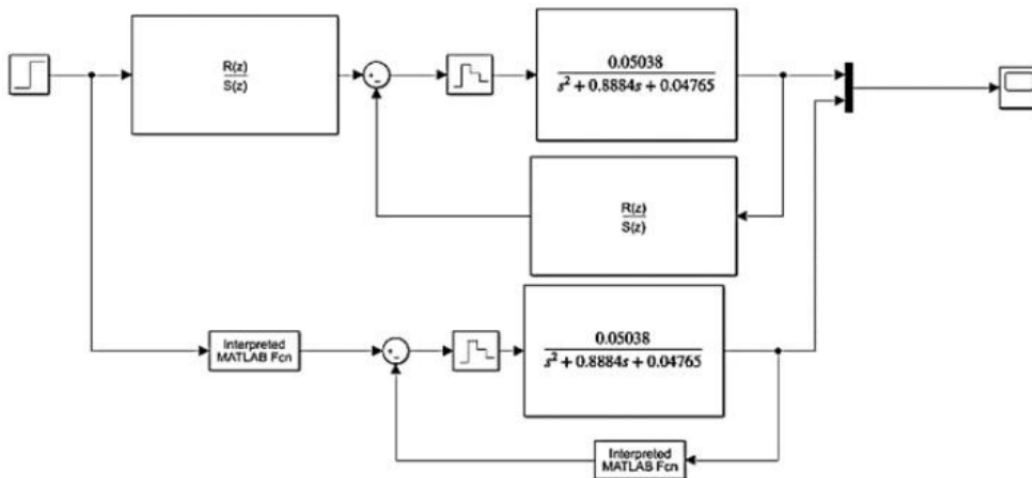 R(z)
S(z)
+
-
0.05038
s² + 0.8884s + 0.04765
R(z)
S(z)
Interpreted
MATLAB Fcn
+
-
0.05038
s² + 0.8884s + 0.04765
Interpreted
MATLAB Fcn